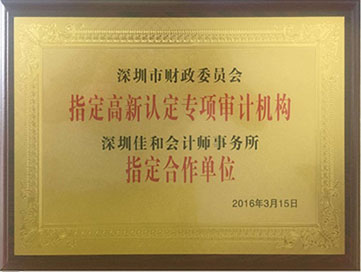 深圳市财政委员会
指定高新认定专项审计机构
深圳佳和会计师事务所
指定合作单位
2016年3月15日